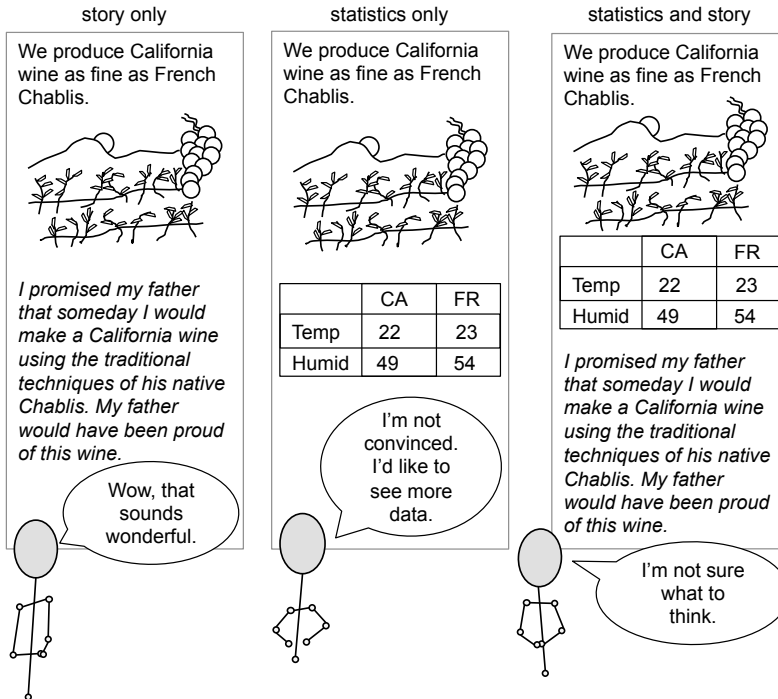 story only
We produce California
wine as fine as French
Chablis.
I promised my father
that someday I would
make a California wine
using the traditional
techniques of his native
Chablis. My father
would have been proud
of this wine.
Wow, that
sounds
wonderful.
statistics only
We produce California
wine as fine as French
Chablis.
CA FR
Temp 22 23
Humid 49 54
I'm not
convinced.
I'd like to
see more
data.
statistics and story
We produce California
wine as fine as French
Chablis.
CA FR
Temp 22 23
Humid 49 54
I promised my father
that someday I would
make a California wine
using the traditional
techniques of his native
Chablis. My father
would have been proud
of this wine.
I'm not sure
what to
think.